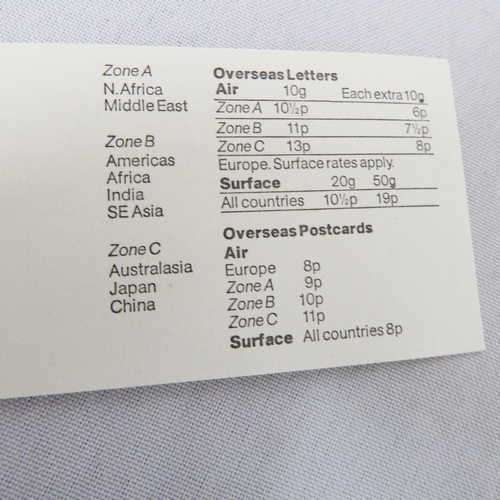 Zone A
N. Africa
Middle East
Zone B
Americas
Africa
India
SE Asia
Zone C
Australasia
Japan
China
Overseas Letters
Air 10g Each extra 10g
Zone A 10½p 6p
Zone B 11p 7½p
Zone C 13p 8p
Europe. Surface rates apply.
Surface 20g 50g
All countries 10½p 19p
Overseas Postcards
Air
Europe 8p
Zone A 9p
Zone B 10p
Zone C 11p
Surface All countries 8p